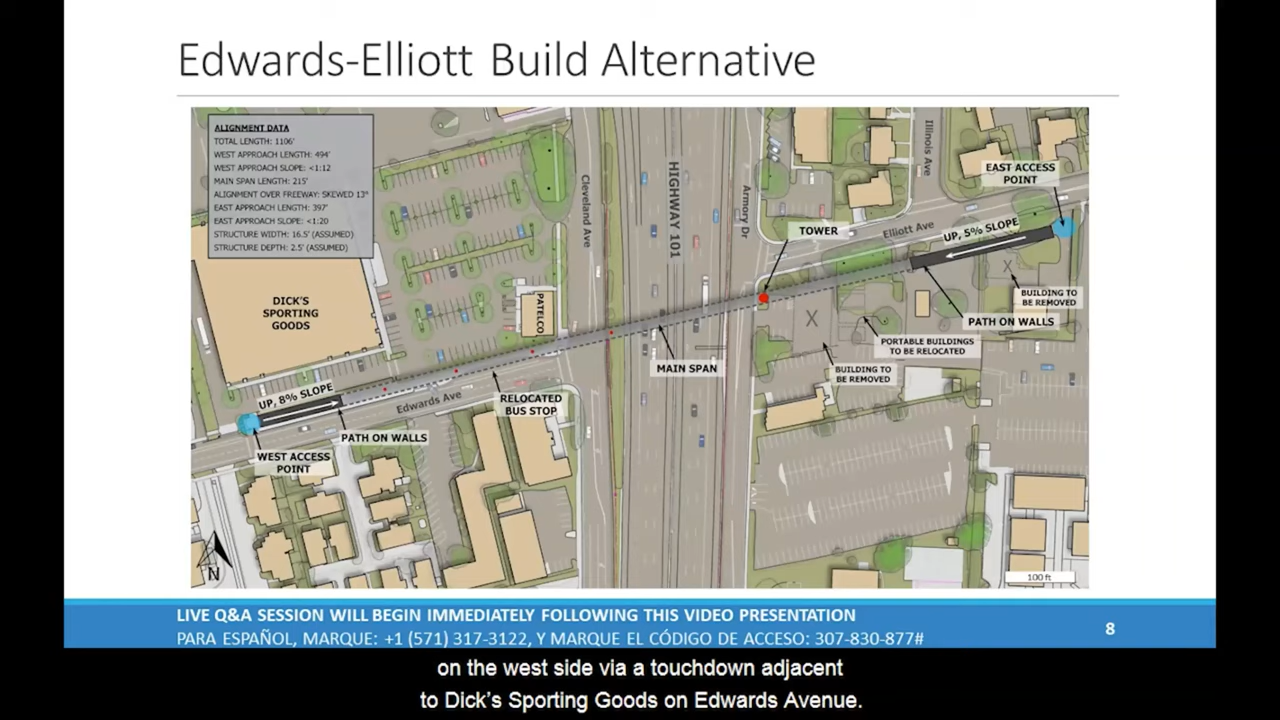 Edwards-Elliott Build Alternative
ALIGNMENT DATA
TOTAL LENGTH: 1106'
WEST APPROACH LENGTH: 494'
WEST APPROACH SLOPE: <1:12
MAIN SPAN LENGTH: 215'
ALIGNMENT OVER FREEWAY: SKEWED 13°
EAST APPROACH LENGTH: 397'
EAST APPROACH SLOPE: <1:20
STRUCTURE WIDTH: 16.5' (ASSUMED)
STRUCTURE DEPTH: 2.5' (ASSUMED)
Cleveland Ave
HIGHWAY 101
Armory Dr
Illinois Ave
EAST ACCESS
POINT
TOWER
Elliott Ave
UP, 5% SLOPE
X
BUILDING TO
BE REMOVED
PATH ON WALLS
DICK'S
SPORTING
GOODS
PATELCO
X
PORTABLE BUILDINGS
TO BE RELOCATED
MAIN SPAN
BUILDING TO
BE REMOVED
UP, 8% SLOPE
Edwards Ave
RELOCATED
BUS STOP
PATH ON WALLS
WEST ACCESS
POINT
N
100 ft
LIVE Q&A SESSION WILL BEGIN IMMEDIATELY FOLLOWING THIS VIDEO PRESENTATION
PARA ESPAÑOL, MARQUE: +1 (571) 317-3122, Y MARQUE EL CÓDIGO DE ACCESO: 307-830-877#
8
on the west side via a touchdown adjacent
to Dick's Sporting Goods on Edwards Avenue.